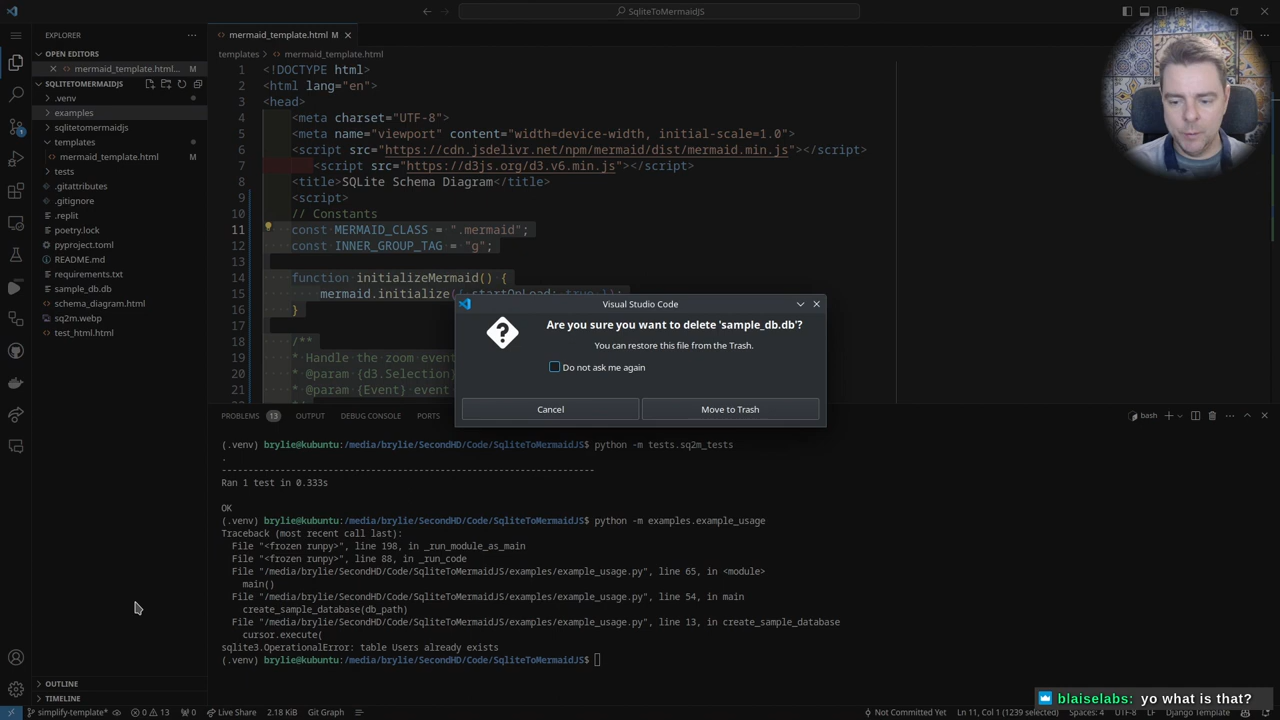 SqliteToMermaidJS
EXPLORER
OPEN EDITORS
mermaid_template.html... M
SQLITETOMERMAIDJS
.venv
examples
sqlitetomermaidjs
templates
mermaid_template.html M
tests
.gitattributes
.gitignore
.replit
poetry.lock
pyproject.toml
README.md
requirements.txt
sample_db.db
schema_diagram.html
sq2m.webp
test_html.html
OUTLINE
TIMELINE
mermaid_template.html M
templates > mermaid_template.html
1 <!DOCTYPE html>
2 <html lang="en">
3 <head>
4 <meta charset="UTF-8">
5 <meta name="viewport" content="width=device-width, initial-scale=1.0">
6 <script src="https://cdn.jsdelivr.net/npm/mermaid/dist/mermaid.min.js"></script>
7 <script src="https://d3js.org/d3.v6.min.js"></script>
8 <title>SQLite Schema Diagram</title>
9 <script>
10 // Constants
11 const MERMAID_CLASS = ".mermaid";
12 const INNER_GROUP_TAG = "g";
13
14 function initializeMermaid() {
15 mermaid.initialize({ startOnLoad: true });
16 }
17
18 /**
19 * Handle the zoom event
20 * @param {d3.Selection}
21 * @param {Event} event
Visual Studio Code
Are you sure you want to delete 'sample_db.db'?
You can restore this file from the Trash.
Do not ask me again
Cancel Move to Trash
PROBLEMS 13 OUTPUT DEBUG CONSOLE PORTS
bash
(.venv) brylie@kubuntu:/media/brylie/SecondHD/Code/SqliteToMermaidJS$ python -m tests.sq2m_tests
.
----------------------------------------------------------------------
Ran 1 test in 0.333s
OK
(.venv) brylie@kubuntu:/media/brylie/SecondHD/Code/SqliteToMermaidJS$ python -m examples.example_usage
Traceback (most recent call last):
File "<frozen runpy>", line 198, in _run_module_as_main
File "<frozen runpy>", line 88, in _run_code
File "/media/brylie/SecondHD/Code/SqliteToMermaidJS/examples/example_usage.py", line 65, in <module>
main()
File "/media/brylie/SecondHD/Code/SqliteToMermaidJS/examples/example_usage.py", line 54, in main
create_sample_database(db_path)
File "/media/brylie/SecondHD/Code/SqliteToMermaidJS/examples/example_usage.py", line 13, in create_sample_database
cursor.execute(
sqlite3.OperationalError: table Users already exists
(.venv) brylie@kubuntu:/media/brylie/SecondHD/Code/SqliteToMermaidJS$
blaiselabs: yo what is that?
simplify-template* 0 13 0 Live Share 2.18 KiB Git Graph Not Committed Yet Ln 11, Col 1 (1239 selected) Spaces: 4 UTF-8 LF Django Template